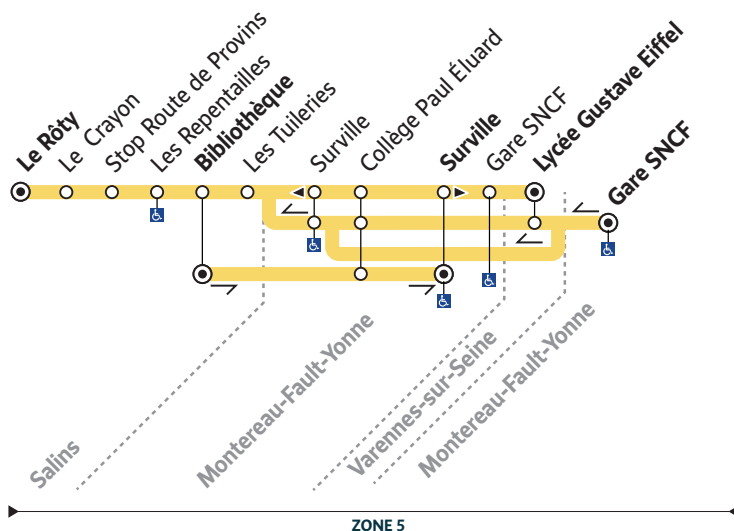 Le Rôty
Le Crayon
Stop Route de Provins
Les Repentailles
Bibliothèque
Les Tuileries
Surville
Collège Paul Éluard
Surville
Gare SNCF
Lycée Gustave Eiffel
Gare SNCF
Salins
Montereau-Fault-Yonne
Varennes-sur-Seine
Montereau-Fault-Yonne
ZONE 5